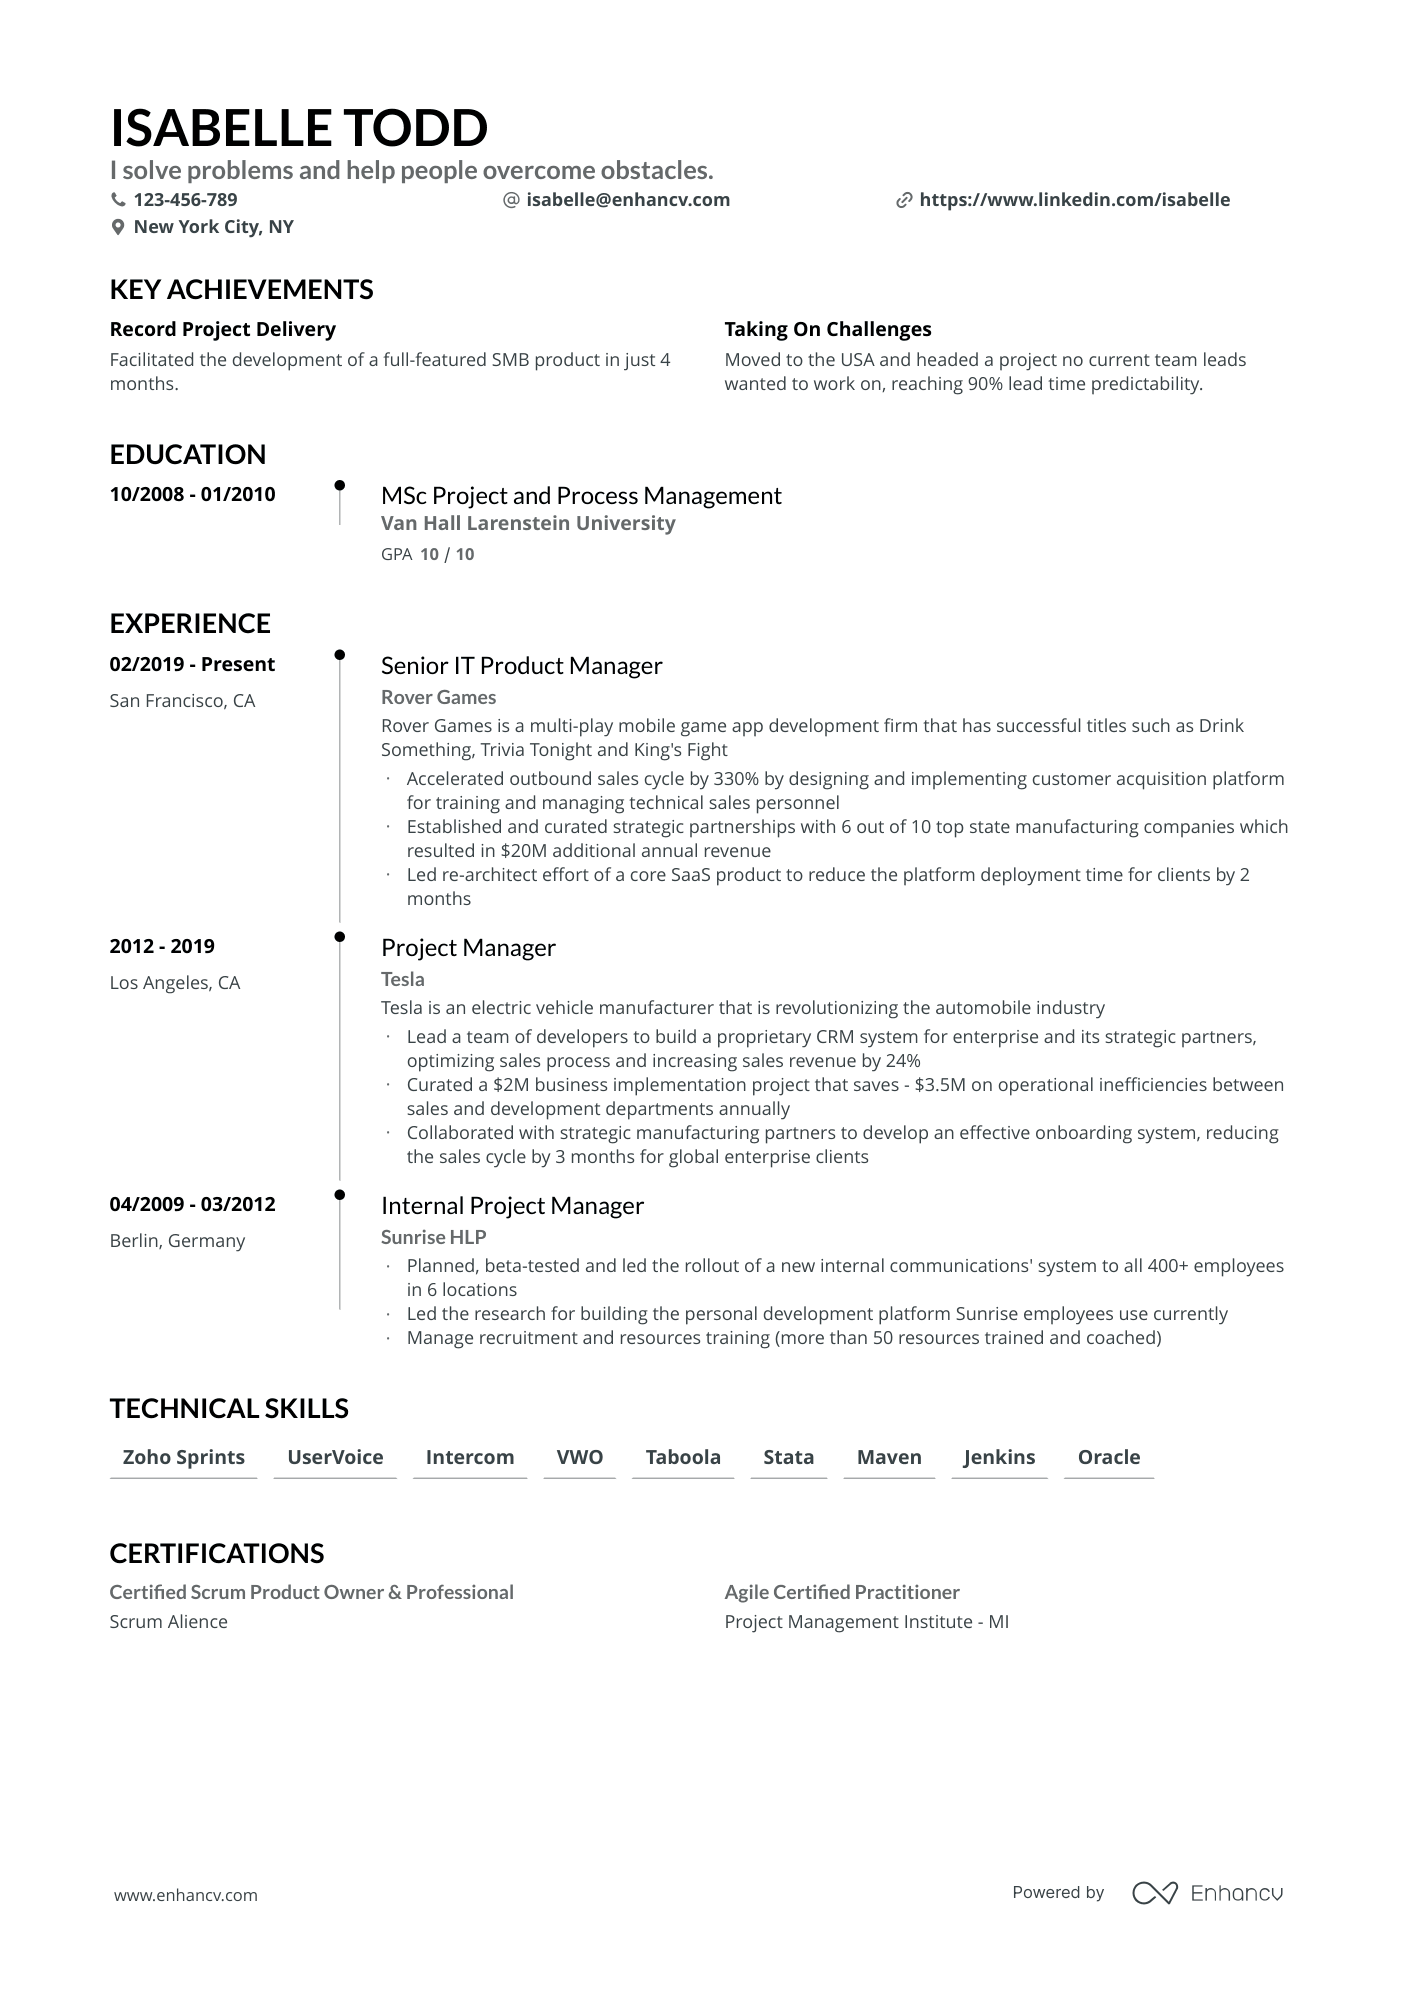 ISABELLE TODD
I solve problems and help people overcome obstacles.
123-456-789 @ isabelle@enhancv.com https://www.linkedin.com/isabelle
New York City, NY
KEY ACHIEVEMENTS
Record Project Delivery
Facilitated the development of a full-featured SMB product in just 4
months.
Taking On Challenges
Moved to the USA and headed a project no current team leads
wanted to work on, reaching 90% lead time predictability.
EDUCATION
10/2008 - 01/2010
MSc Project and Process Management
Van Hall Larenstein University
GPA 10 / 10
EXPERIENCE
02/2019 - Present
San Francisco, CA
Senior IT Product Manager
Rover Games
Rover Games is a multi-play mobile game app development firm that has successful titles such as Drink
Something, Trivia Tonight and King's Fight
· Accelerated outbound sales cycle by 330% by designing and implementing customer acquisition platform
for training and managing technical sales personnel
· Established and curated strategic partnerships with 6 out of 10 top state manufacturing companies which
resulted in $20M additional annual revenue
· Led re-architect effort of a core SaaS product to reduce the platform deployment time for clients by 2
months
2012 - 2019
Los Angeles, CA
Project Manager
Tesla
Tesla is an electric vehicle manufacturer that is revolutionizing the automobile industry
· Lead a team of developers to build a proprietary CRM system for enterprise and its strategic partners,
optimizing sales process and increasing sales revenue by 24%
· Curated a $2M business implementation project that saves - $3.5M on operational inefficiencies between
sales and development departments annually
· Collaborated with strategic manufacturing partners to develop an effective onboarding system, reducing
the sales cycle by 3 months for global enterprise clients
04/2009 - 03/2012
Berlin, Germany
Internal Project Manager
Sunrise HLP
· Planned, beta-tested and led the rollout of a new internal communications' system to all 400+ employees
in 6 locations
· Led the research for building the personal development platform Sunrise employees use currently
· Manage recruitment and resources training (more than 50 resources trained and coached)
TECHNICAL SKILLS
Zoho Sprints UserVoice Intercom VWO Taboola Stata Maven Jenkins Oracle
CERTIFICATIONS
Certified Scrum Product Owner & Professional
Scrum Alience
Agile Certified Practitioner
Project Management Institute - MI
www.enhancv.com
Powered by Enhancv